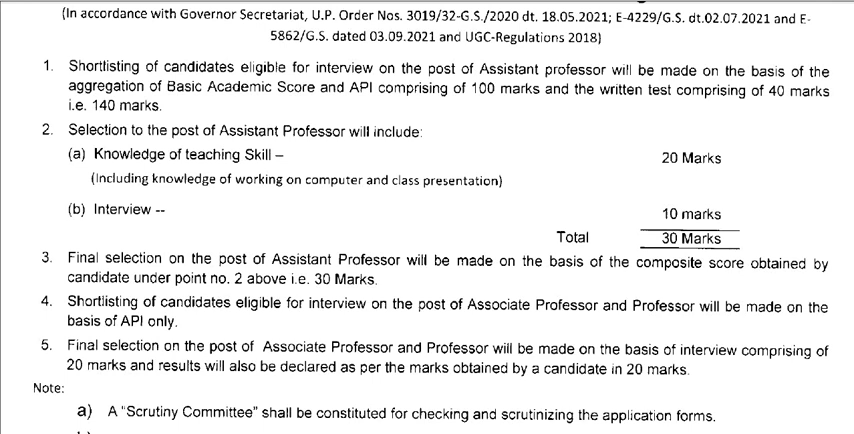 (In accordance with Governor Secretariat, U.P. Order Nos. 3019/32-G.S./2020 dt. 18.05.2021; E-4229/G.S. dt.02.07.2021 and E-
5862/G.S. dated 03.09.2021 and UGC-Regulations 2018)
1. Shortlisting of candidates eligible for interview on the post of Assistant professor will be made on the basis of the
aggregation of Basic Academic Score and API comprising of 100 marks and the written test comprising of 40 marks
i.e. 140 marks.
2. Selection to the post of Assistant Professor will include:
(a) Knowledge of teaching Skill – 20 Marks
(Including knowledge of working on computer and class presentation)
(b) Interview -- 10 marks
Total 30 Marks
3. Final selection on the post of Assistant Professor will be made on the basis of the composite score obtained by
candidate under point no. 2 above i.e. 30 Marks.
4. Shortlisting of candidates eligible for interview on the post of Associate Professor and Professor will be made on the
basis of API only.
5. Final selection on the post of Associate Professor and Professor will be made on the basis of interview comprising of
20 marks and results will also be declared as per the marks obtained by a candidate in 20 marks.
Note:
a) A "Scrutiny Committee" shall be constituted for checking and scrutinizing the application forms.